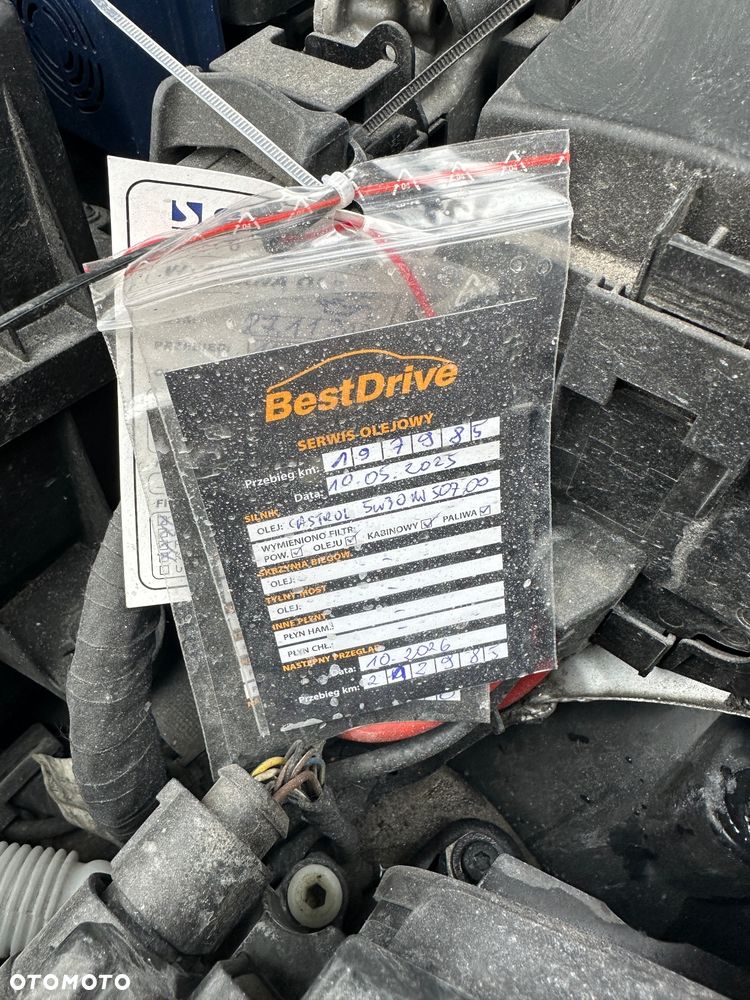 BestDrive
SERWIS OLEJOWY
Przebieg km: 197985
Data: 10.05.2025
SILNIK
OLEJ: CASTROL 5W30 VW 507.00
WYMIENIONO FILTR:
POW. ☑ OLEJU ☑ KABINOWY ☑ PALIWA ☑
SKRZYNIA BIEGÓW
OLEJ: -
TYLNY MOST
OLEJ: -
INNE PŁYNY
PŁYN HAM.: -
PŁYN CHŁ.: -
NASTĘPNY PRZEGLĄD
Data: 10.2026
Przebieg km: 212985
OTOMOTO